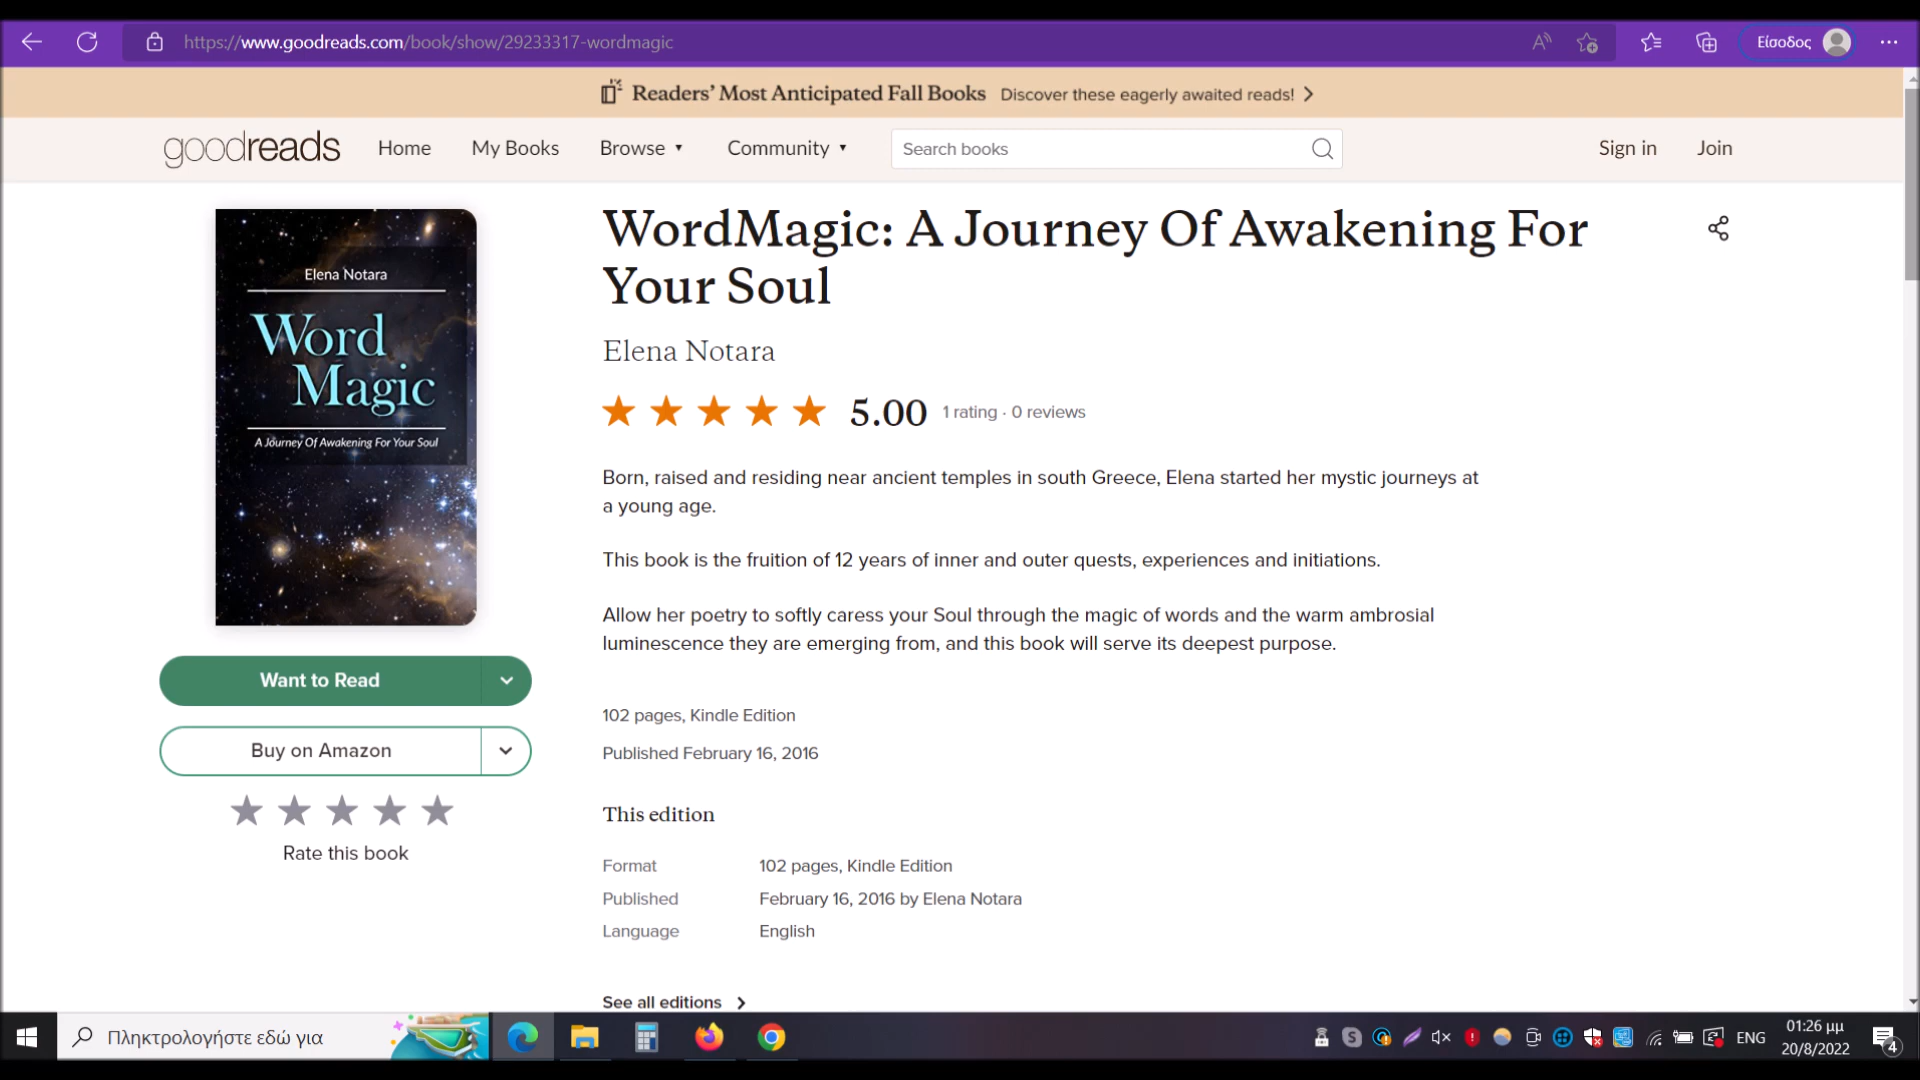 https://www.goodreads.com/book/show/29233317-wordmagic
Είσοδος
Readers' Most Anticipated Fall Books Discover these eagerly awaited reads!
goodreads Home My Books Browse Community Search books Sign in Join
Elena Notara
Word
Magic
A Journey Of Awakening For Your Soul
Want to Read
Buy on Amazon
Rate this book
WordMagic: A Journey Of Awakening For
Your Soul
Elena Notara
5.00 1 rating · 0 reviews
Born, raised and residing near ancient temples in south Greece, Elena started her mystic journeys at
a young age.
This book is the fruition of 12 years of inner and outer quests, experiences and initiations.
Allow her poetry to softly caress your Soul through the magic of words and the warm ambrosial
luminescence they are emerging from, and this book will serve its deepest purpose.
102 pages, Kindle Edition
Published February 16, 2016
This edition
Format 102 pages, Kindle Edition
Published February 16, 2016 by Elena Notara
Language English
See all editions
Πληκτρολογήστε εδώ για
ENG
01:26 μμ
20/8/2022
4